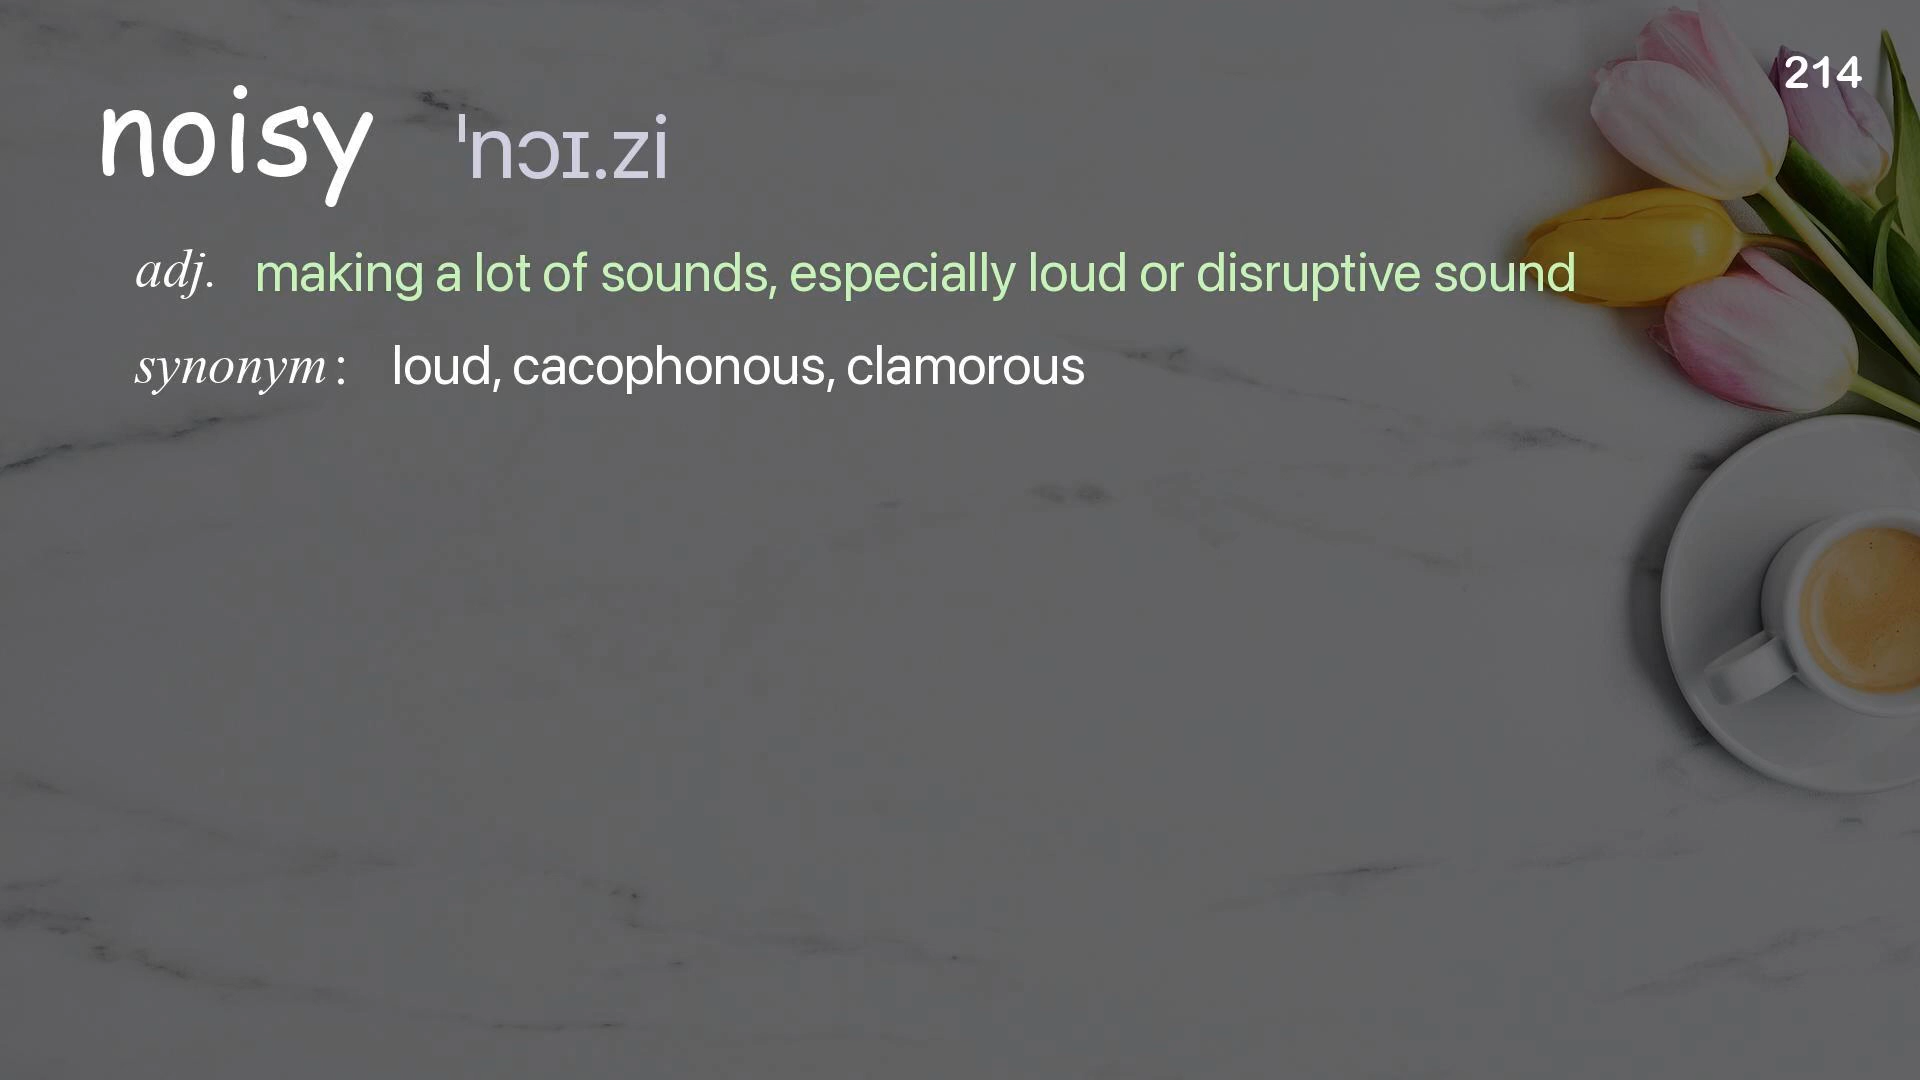 214
noisy ˈnɔɪ.zi
adj. making a lot of sounds, especially loud or disruptive sound
synonym : loud, cacophonous, clamorous